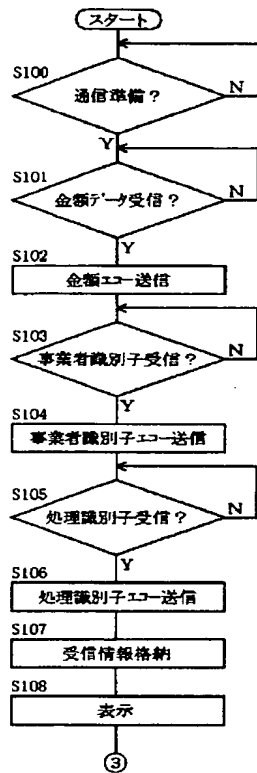 スタート
S100
通信準備？
N
Y
S101
金額データ受信？
N
Y
S102
金額エコー送信
S103
事業者識別子受信？
N
Y
S104
事業者識別子エコー送信
S105
処理識別子受信？
N
Y
S106
処理識別子エコー送信
S107
受信情報格納
S108
表示
③